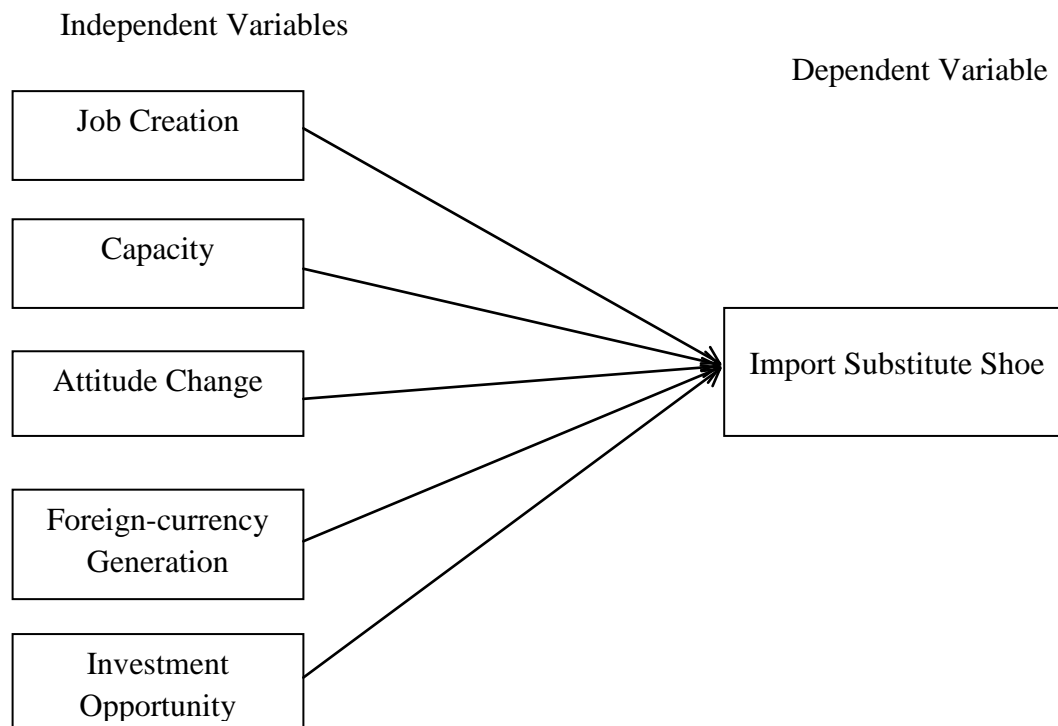 Independent Variables
Dependent Variable
Job Creation
Capacity
Attitude Change
Import Substitute Shoe
Foreign-currency
Generation
Investment
Opportunity